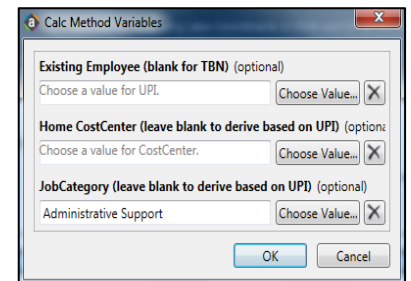 Calc Method Variables
Existing Employee (blank for TBN) (optional)
Choose a value for UPI. Choose Value...
Home CostCenter (leave blank to derive based on UPI) (optiona
Choose a value for CostCenter. Choose Value...
JobCategory (leave blank to derive based on UPI) (optional)
Administrative Support Choose Value...
OK Cancel